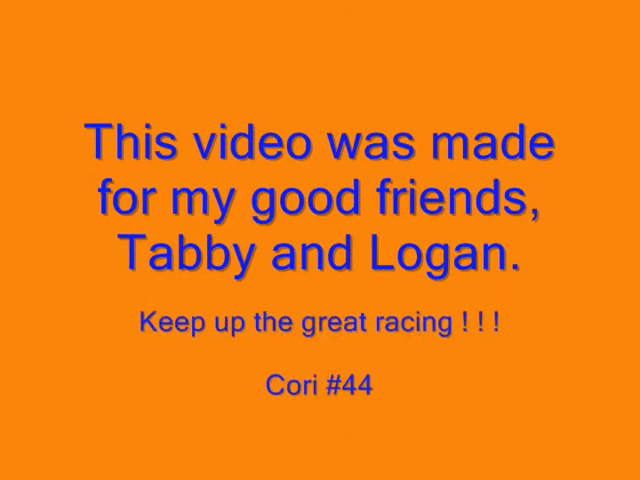 This video was made
for my good friends,
Tabby and Logan.
Keep up the great racing ! ! !
Cori #44